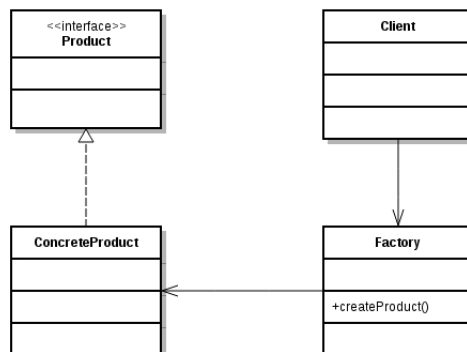 <<interface>>
Product
Client
ConcreteProduct
Factory
+createProduct()